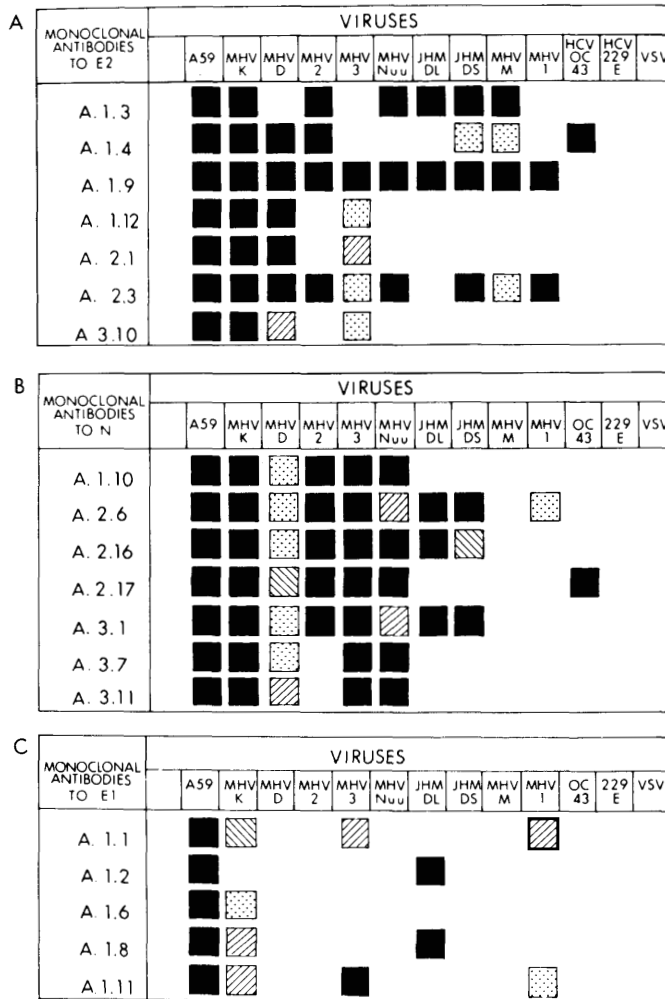 A
MONOCLONAL ANTIBODIES TO E2
VIRUSES
A59 MHV K MHV D MHV 2 MHV 3 MHV Nuu JHM DL JHM DS MHV M MHV 1 HCV OC 43 HCV 229 E VSV
A. 1. 3
A. 1.4
A. 1.9
A. 1.12
A. 2.1
A. 2.3
A 3.10
B
MONOCLONAL ANTIBODIES TO N
VIRUSES
A59 MHV K MHV D MHV 2 MHV 3 MHV Nuu JHM DL JHM DS MHV M MHV 1 OC 43 229 E VSV
A. 1.10
A. 2.6
A. 2.16
A. 2.17
A. 3.1
A. 3.7
A. 3.11
C
MONOCLONAL ANTIBODIES TO E1
VIRUSES
A59 MHV K MHV D MHV 2 MHV 3 MHV Nuu JHM DL JHM DS MHV M MHV 1 OC 43 229 E VSV
A. 1. 1
A. 1.2
A. 1.6
A. 1.8
A.1.11